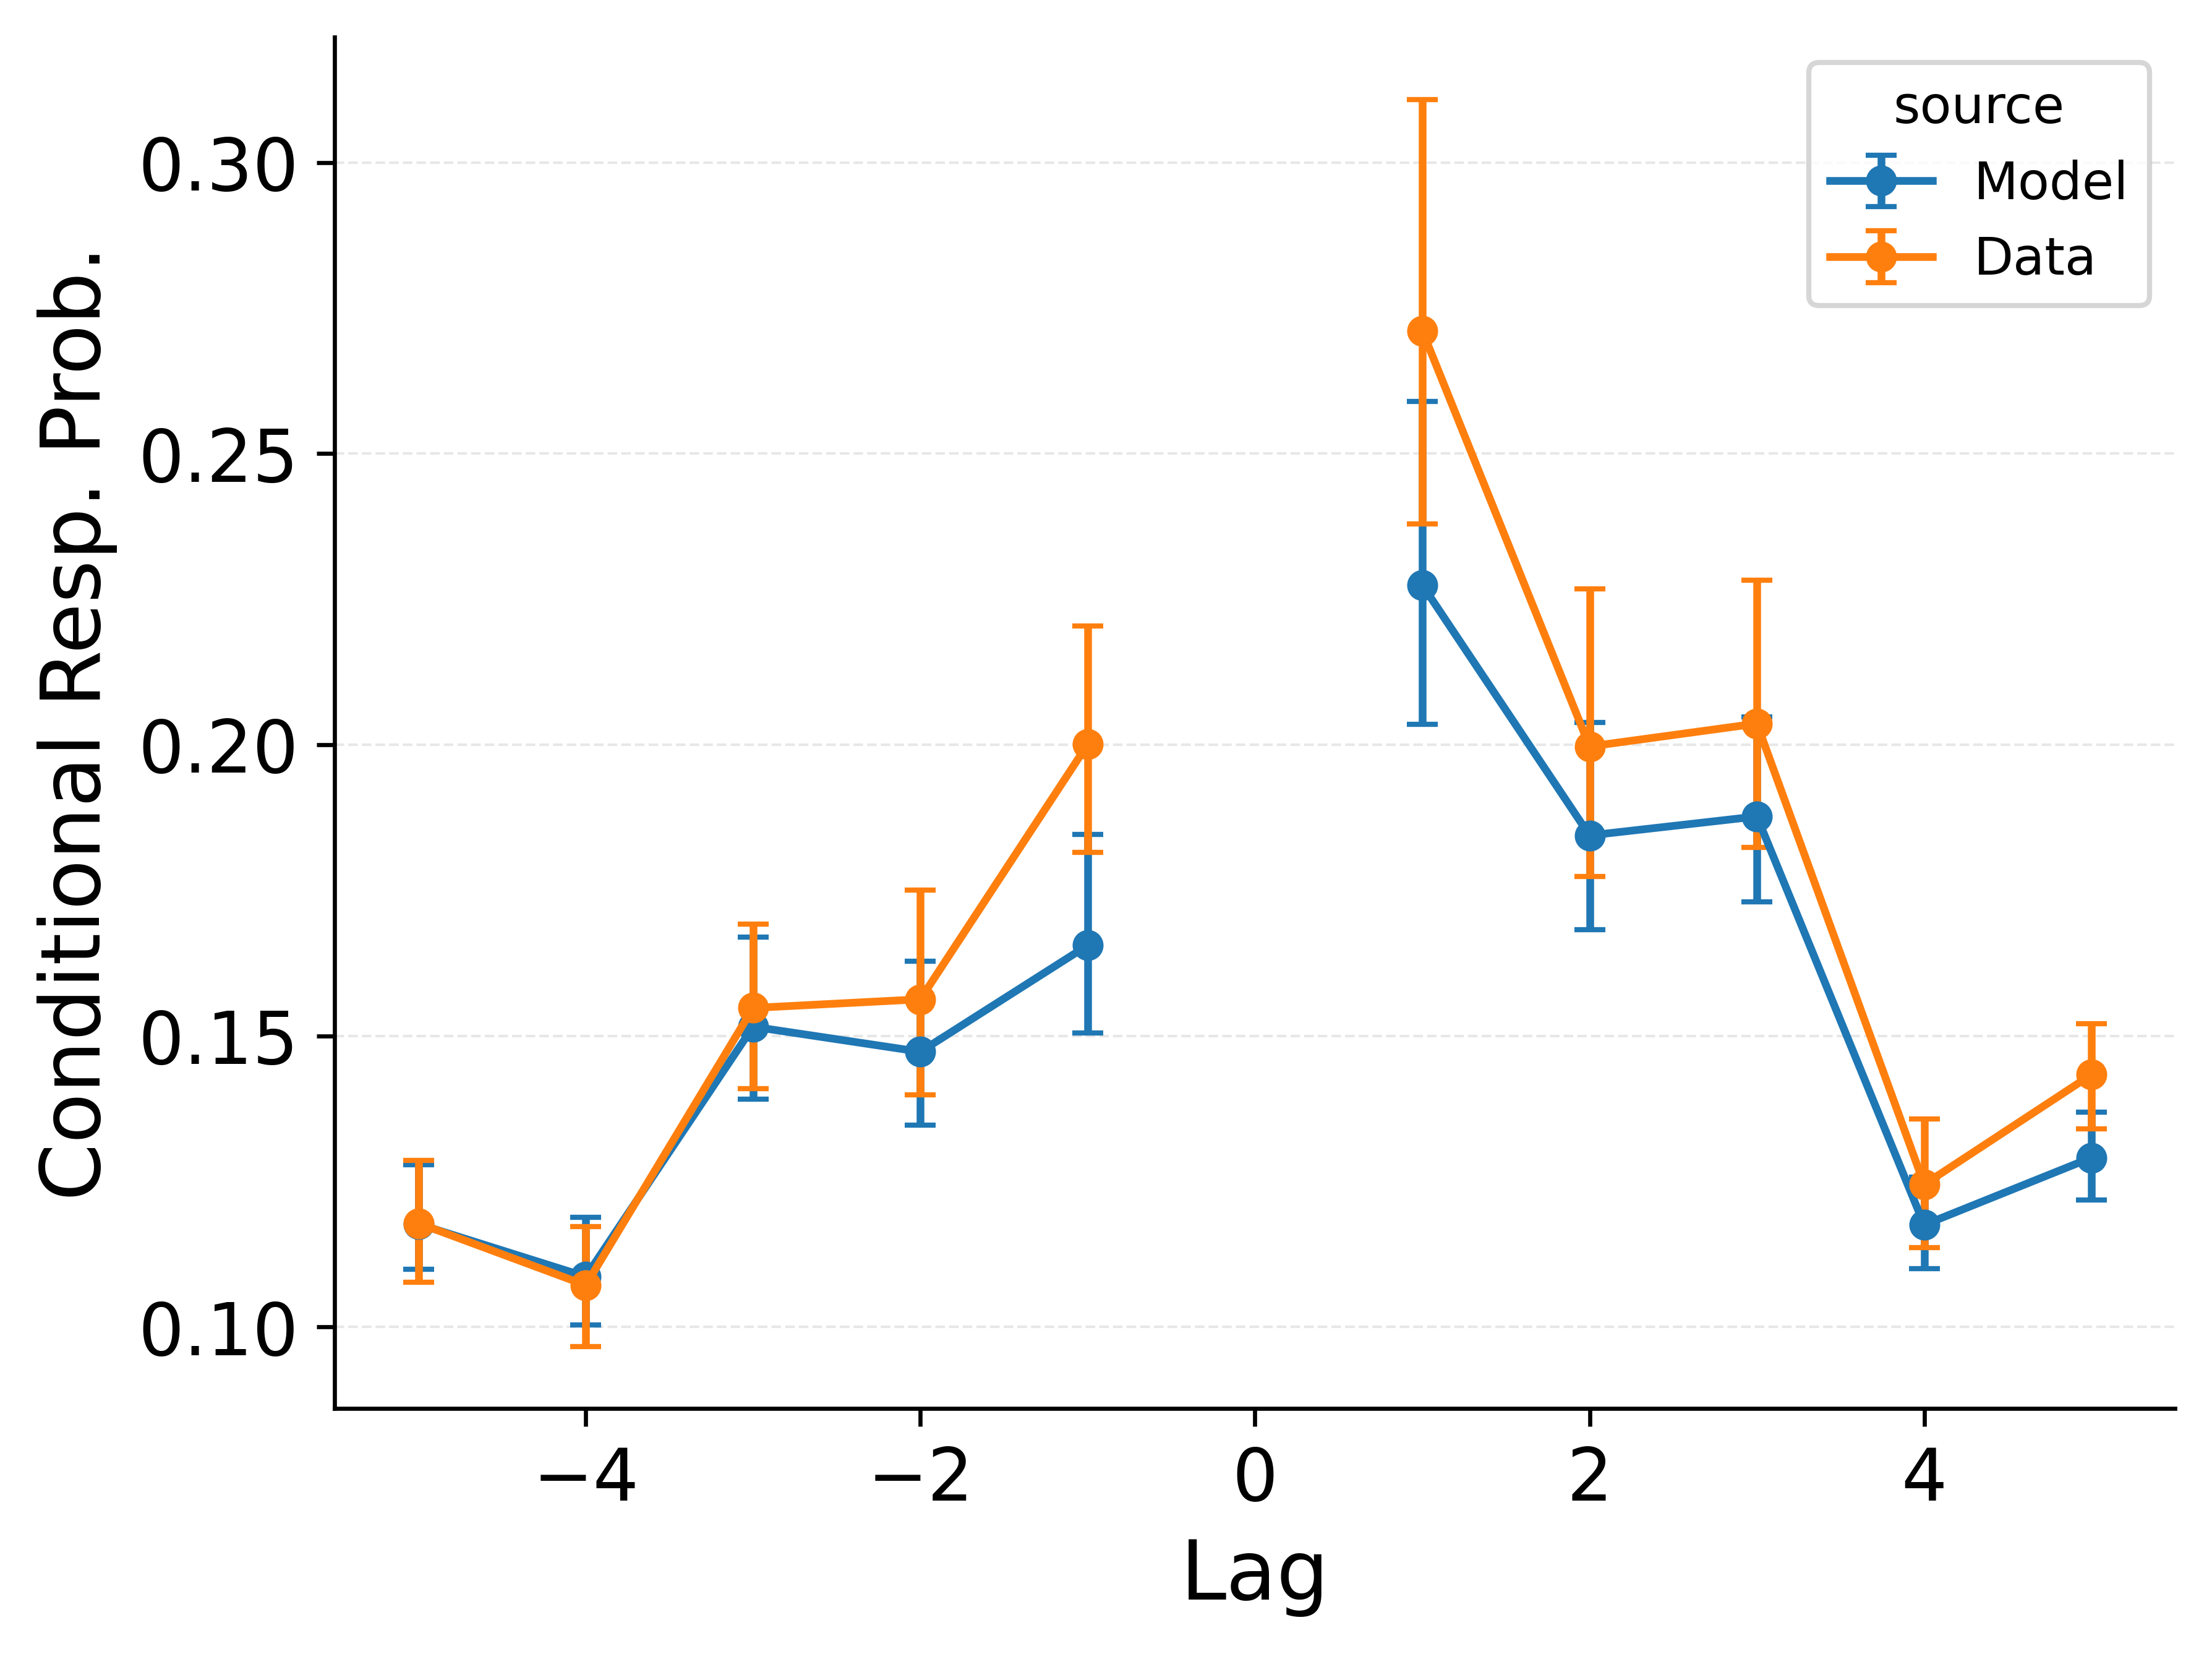 source
Model
Data
Conditional Resp. Prob.
0.30
0.25
0.20
0.15
0.10
−4 −2 0 2 4
Lag